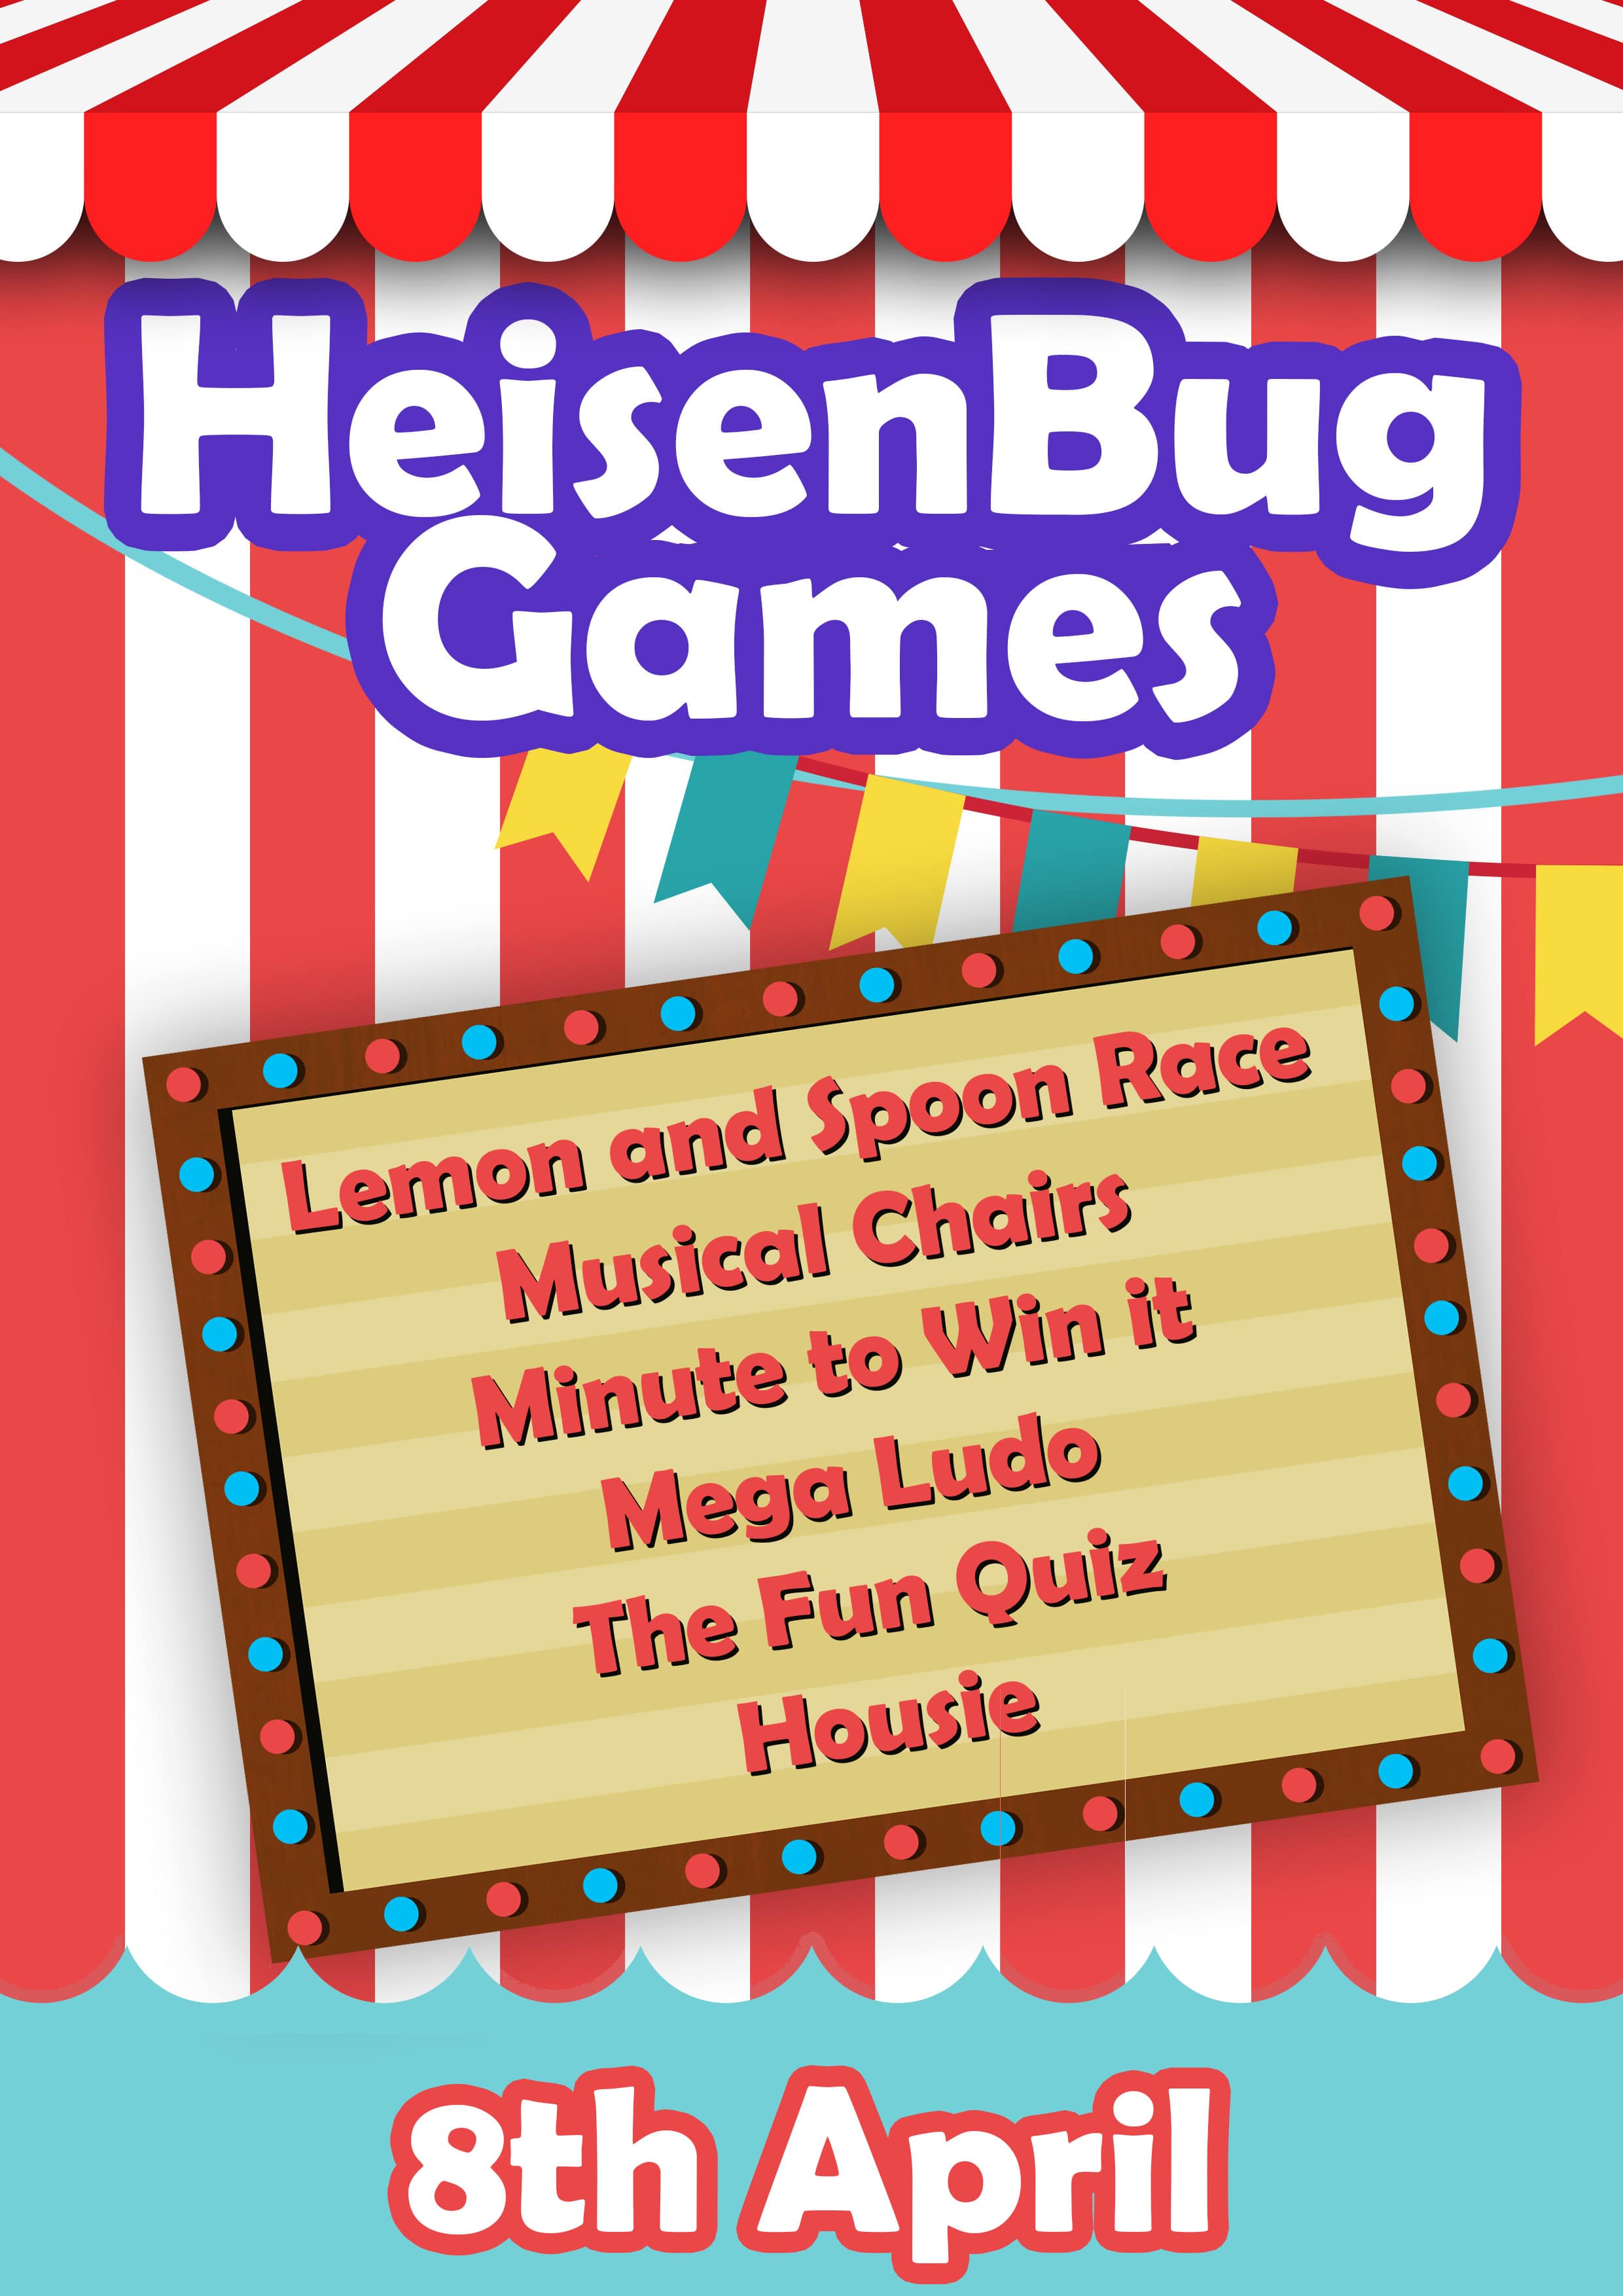 HeisenBug
Games
Lemon and Spoon Race
Musical Chairs
Minute to Win it
Mega Ludo
The Fun Quiz
Housie
8th April